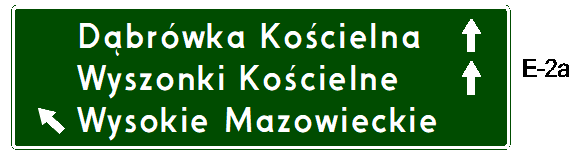 Dąbrówka Kościelna
Wyszonki Kościelne
Wysokie Mazowieckie
E-2a